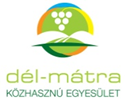 dél-mátra
KÖZHASZNÚ EGYESÜLET